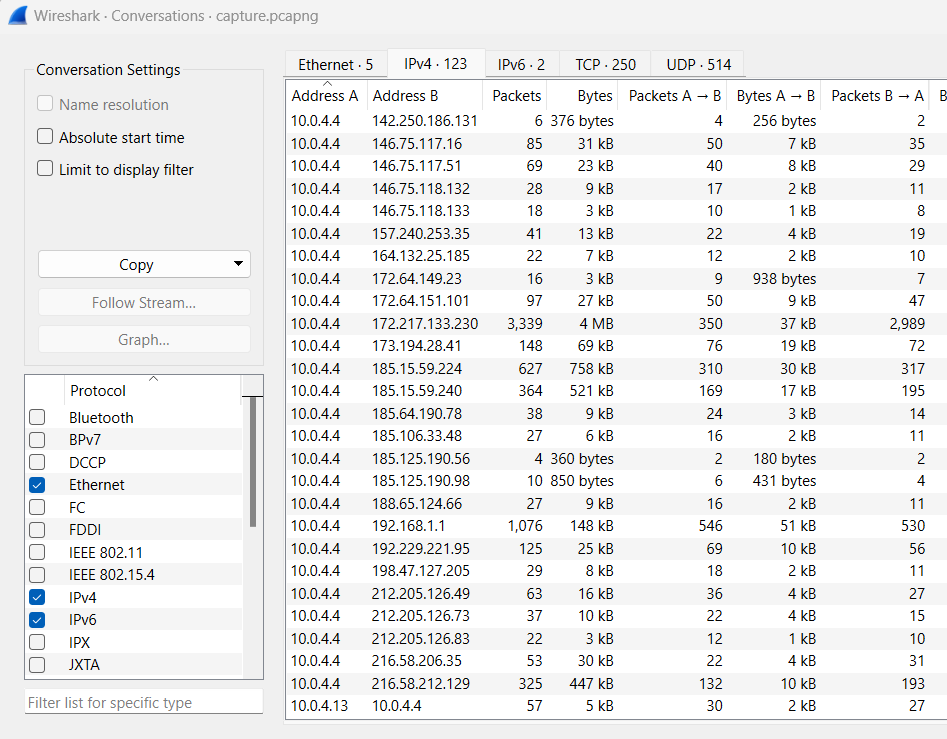 Wireshark · Conversations · capture.pcapng
Conversation Settings
Name resolution
Absolute start time
Limit to display filter
Copy
Follow Stream...
Graph...
Protocol
Bluetooth
BPv7
DCCP
Ethernet
FC
FDDI
IEEE 802.11
IEEE 802.15.4
IPv4
IPv6
IPX
JXTA
Filter list for specific type
Ethernet · 5 IPv4 · 123 IPv6 · 2 TCP · 250 UDP · 514
Address A Address B Packets Bytes Packets A → B Bytes A → B Packets B → A B
10.0.4.4 142.250.186.131 6 376 bytes 4 256 bytes 2
10.0.4.4 146.75.117.16 85 31 kB 50 7 kB 35
10.0.4.4 146.75.117.51 69 23 kB 40 8 kB 29
10.0.4.4 146.75.118.132 28 9 kB 17 2 kB 11
10.0.4.4 146.75.118.133 18 3 kB 10 1 kB 8
10.0.4.4 157.240.253.35 41 13 kB 22 4 kB 19
10.0.4.4 164.132.25.185 22 7 kB 12 2 kB 10
10.0.4.4 172.64.149.23 16 3 kB 9 938 bytes 7
10.0.4.4 172.64.151.101 97 27 kB 50 9 kB 47
10.0.4.4 172.217.133.230 3,339 4 MB 350 37 kB 2,989
10.0.4.4 173.194.28.41 148 69 kB 76 19 kB 72
10.0.4.4 185.15.59.224 627 758 kB 310 30 kB 317
10.0.4.4 185.15.59.240 364 521 kB 169 17 kB 195
10.0.4.4 185.64.190.78 38 9 kB 24 3 kB 14
10.0.4.4 185.106.33.48 27 6 kB 16 2 kB 11
10.0.4.4 185.125.190.56 4 360 bytes 2 180 bytes 2
10.0.4.4 185.125.190.98 10 850 bytes 6 431 bytes 4
10.0.4.4 188.65.124.66 27 9 kB 16 2 kB 11
10.0.4.4 192.168.1.1 1,076 148 kB 546 51 kB 530
10.0.4.4 192.229.221.95 125 25 kB 69 10 kB 56
10.0.4.4 198.47.127.205 29 8 kB 18 2 kB 11
10.0.4.4 212.205.126.49 63 16 kB 36 4 kB 27
10.0.4.4 212.205.126.73 37 10 kB 22 4 kB 15
10.0.4.4 212.205.126.83 22 3 kB 12 1 kB 10
10.0.4.4 216.58.206.35 53 30 kB 22 4 kB 31
10.0.4.4 216.58.212.129 325 447 kB 132 10 kB 193
10.0.4.13 10.0.4.4 57 5 kB 30 2 kB 27